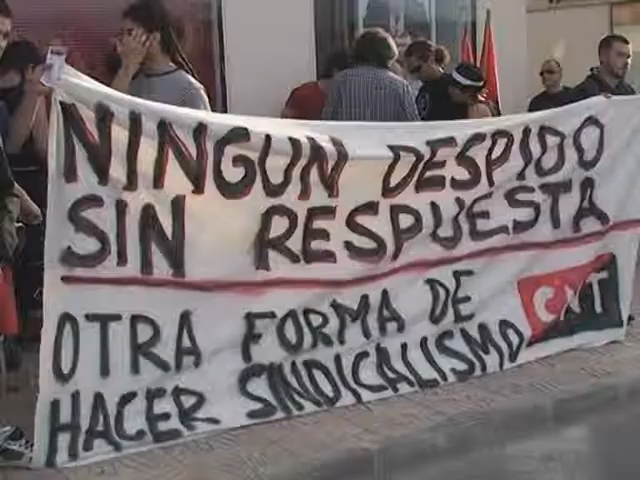 NINGUN DESPIDO
SIN RESPUESTA
OTRA FORMA DE
HACER SINDICALISMO
CNT